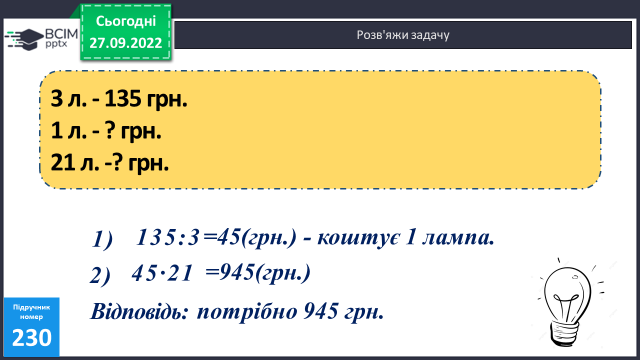 Сьогодні
27.09.2022
BCIM
pptx
Розв'яжи задачу
3 л. - 135 грн.
1 л. - ? грн.
21 л. -? грн.
1) 135:3=45(грн.) - коштує 1 лампа.
2) 45·21 =945(грн.)
Відповідь: потрібно 945 грн.
Підручник
номер
230